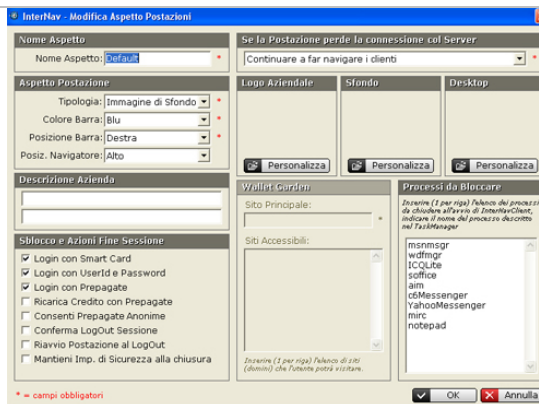 InterNav - Modifica Aspetto Postazioni
Nome Aspetto
Nome Aspetto: Default *
Se la Postazione perde la connessione col Server
Continuare a far navigare i clienti *
Aspetto Postazione
Tipologia: Immagine di Sfondo *
Colore Barra: Blu *
Posizione Barra: Destra *
Posiz. Navigatore: Alto
Logo Aziendale
Personalizza
Sfondo
Personalizza
Desktop
Personalizza
Descrizione Azienda
Sblocco e Azioni Fine Sessione
Login con Smart Card
Login con UserId e Password
Login con Prepagate
Ricarica Credito con Prepagate
Consenti Prepagate Anonime
Conferma LogOut Sessione
Riavvio Postazione al LogOut
Mantieni Imp. di Sicurezza alla chiusura
Wallet Garden
Sito Principale:
*
Siti Accessibili:
Inserire (1 per riga) l'elenco di siti
(domini) che l'utente potrà visitare.
Processi da Bloccare
Inserire (1 per riga) l'elenco dei processi
da chiudere all'avvio di InterNavClient,
indicare il nome del processo descritto
nel TaskManager
msnmsgr
wdfmgr
ICQLite
soffice
aim
c6Messenger
YahooMessenger
mirc
notepad
* = campi obbligatori
OK
Annulla